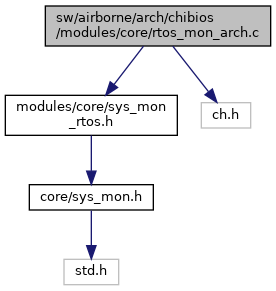 sw/airborne/arch/chibios
/modules/core/rtos_mon_arch.c
modules/core/sys_mon
_rtos.h
ch.h
core/sys_mon.h
std.h